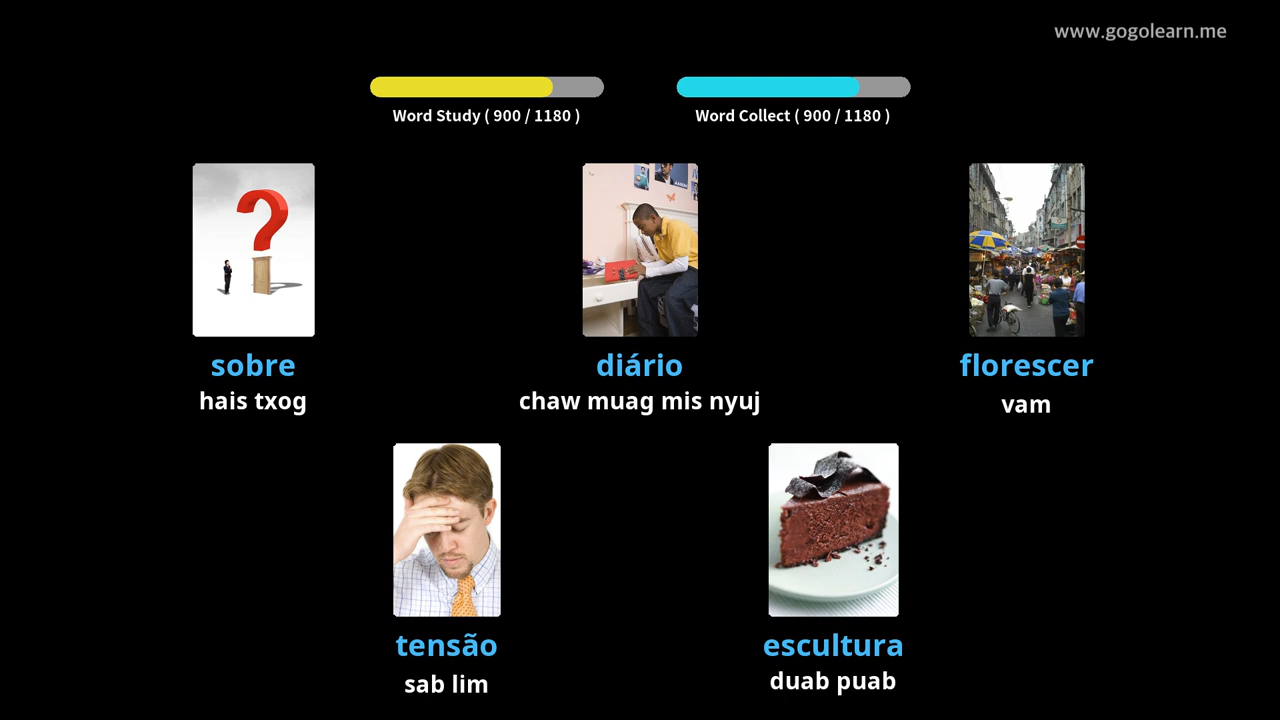 www.gogolearn.me
Word Study ( 900 / 1180 )
Word Collect ( 900 / 1180 )
sobre
hais txog
diário
chaw muag mis nyuj
florescer
vam
tensão
sab lim
escultura
duab puab